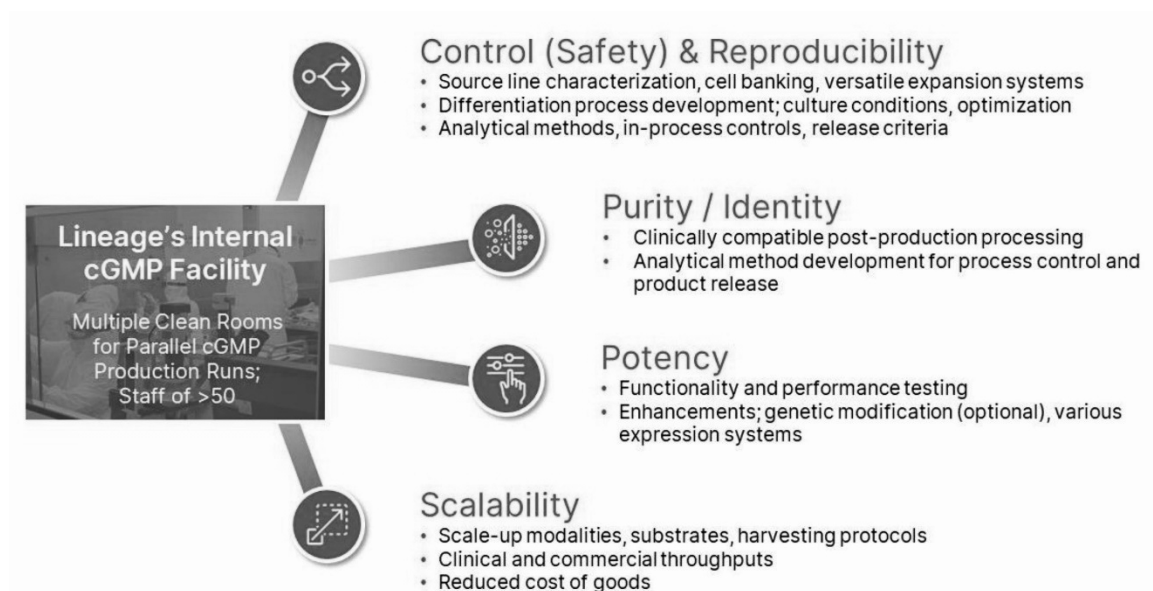 Control (Safety) & Reproducibility
• Source line characterization, cell banking, versatile expansion systems
• Differentiation process development; culture conditions, optimization
• Analytical methods, in-process controls, release criteria
Lineage's Internal
cGMP Facility
Multiple Clean Rooms
for Parallel cGMP
Production Runs;
Staff of >50
Purity / Identity
• Clinically compatible post-production processing
• Analytical method development for process control and
product release
Potency
• Functionality and performance testing
• Enhancements; genetic modification (optional), various
expression systems
Scalability
• Scale-up modalities, substrates, harvesting protocols
• Clinical and commercial throughputs
• Reduced cost of goods